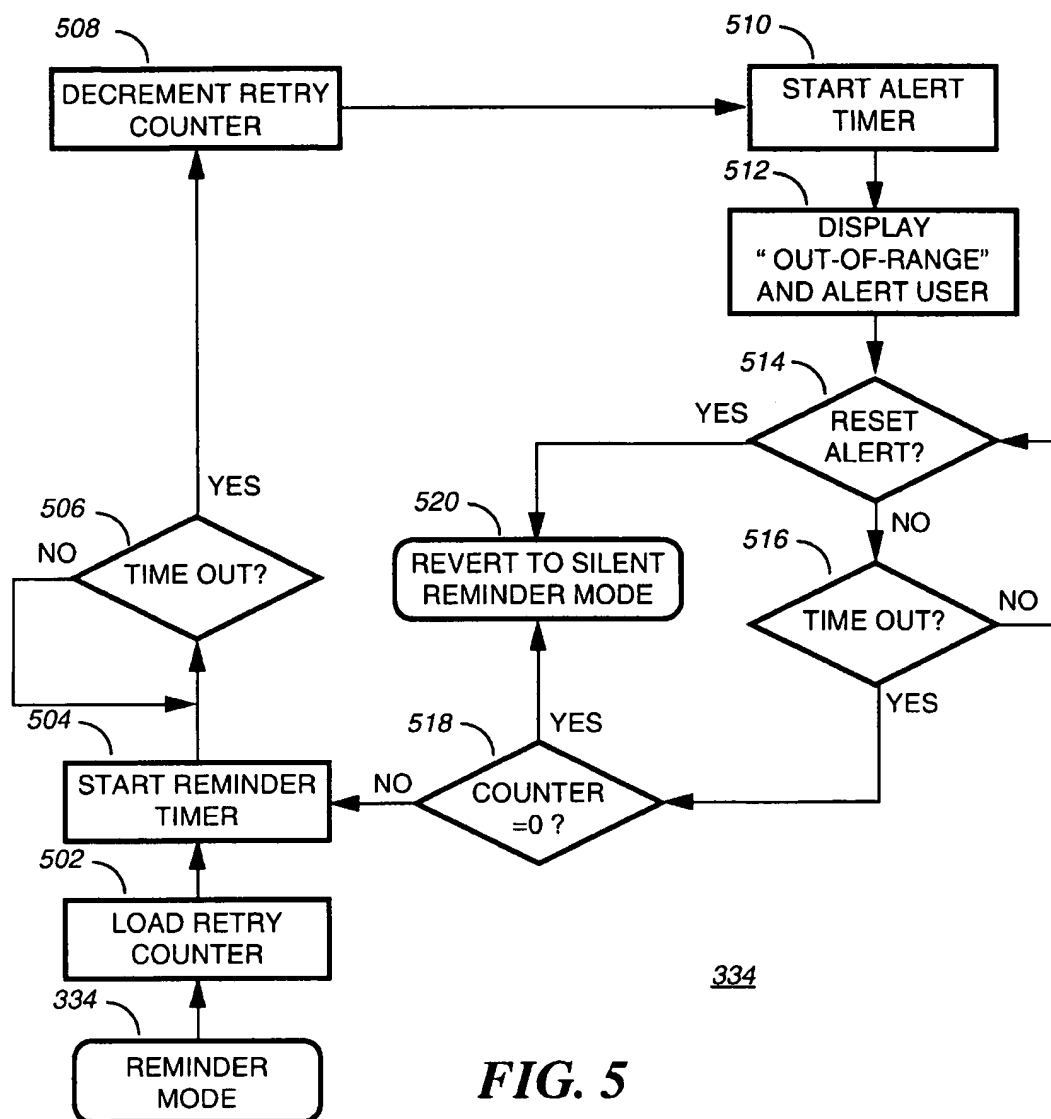 508
DECREMENT RETRY
COUNTER
510
START ALERT
TIMER
512
DISPLAY
“ OUT-OF-RANGE”
AND ALERT USER
514
YES
RESET
ALERT?
NO
506
YES
NO
TIME OUT?
520
REVERT TO SILENT
REMINDER MODE
516
TIME OUT?
NO
YES
504
START REMINDER
TIMER
518
YES
NO
COUNTER
=0 ?
502
LOAD RETRY
COUNTER
334
REMINDER
MODE
334
FIG. 5